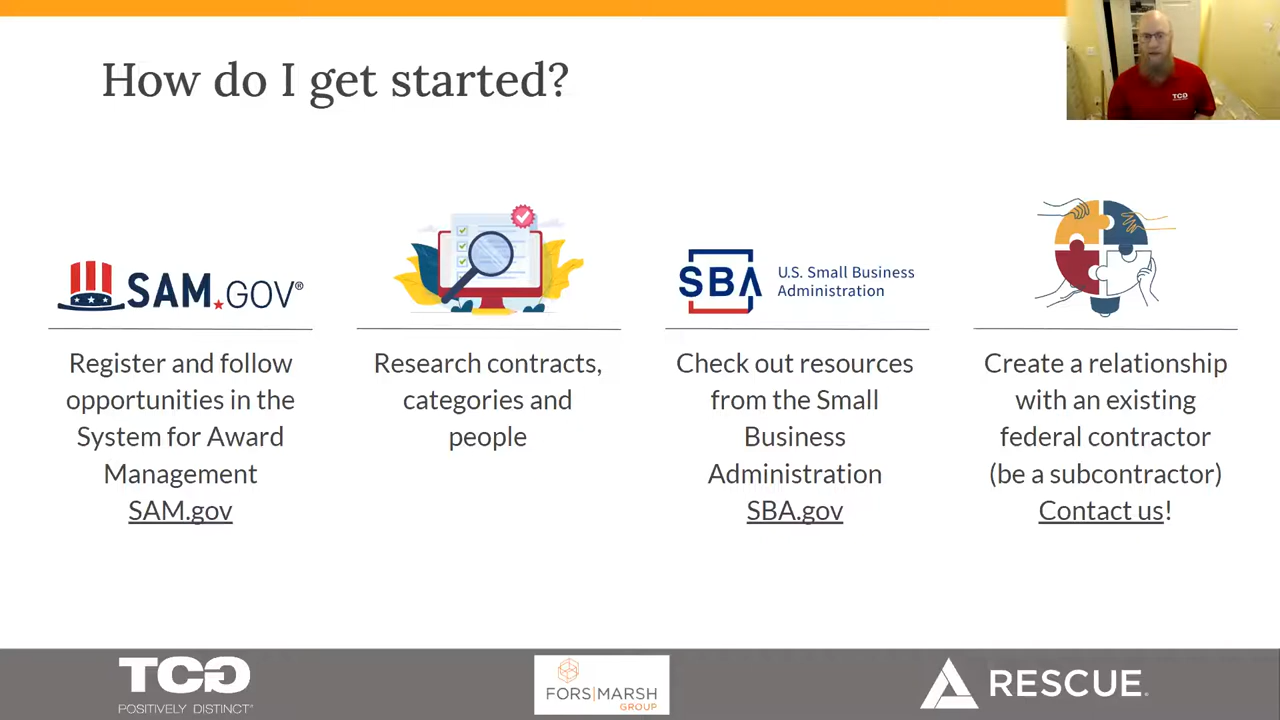 How do I get started?
TCG
SAM.GOV®
Register and follow
opportunities in the
System for Award
Management
SAM.gov
Research contracts,
categories and
people
SBA
U.S. Small Business
Administration
Check out resources
from the Small
Business
Administration
SBA.gov
Create a relationship
with an existing
federal contractor
(be a subcontractor)
Contact us!
TCG
POSITIVELY DISTINCT®
FORS|MARSH
GROUP
RESCUE